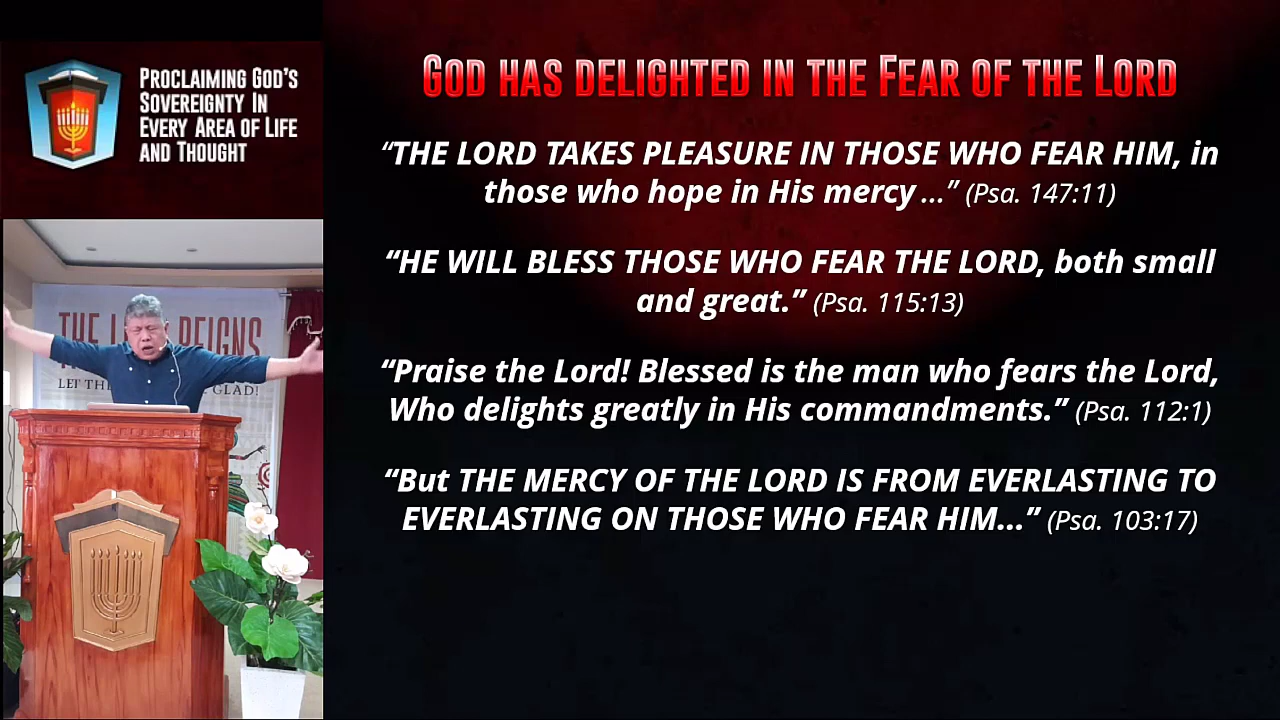 PROCLAIMING GOD'S
SOVEREIGNTY IN
EVERY AREA OF LIFE
AND THOUGHT
GOD HAS DELIGHTED IN THE FEAR OF THE LORD
“THE LORD TAKES PLEASURE IN THOSE WHO FEAR HIM, in
those who hope in His mercy ...” (Psa. 147:11)
“HE WILL BLESS THOSE WHO FEAR THE LORD, both small
and great.” (Psa. 115:13)
“Praise the Lord! Blessed is the man who fears the Lord,
Who delights greatly in His commandments.” (Psa. 112:1)
“But THE MERCY OF THE LORD IS FROM EVERLASTING TO
EVERLASTING ON THOSE WHO FEAR HIM...” (Psa. 103:17)
THE REIGNS
LET GLAD!